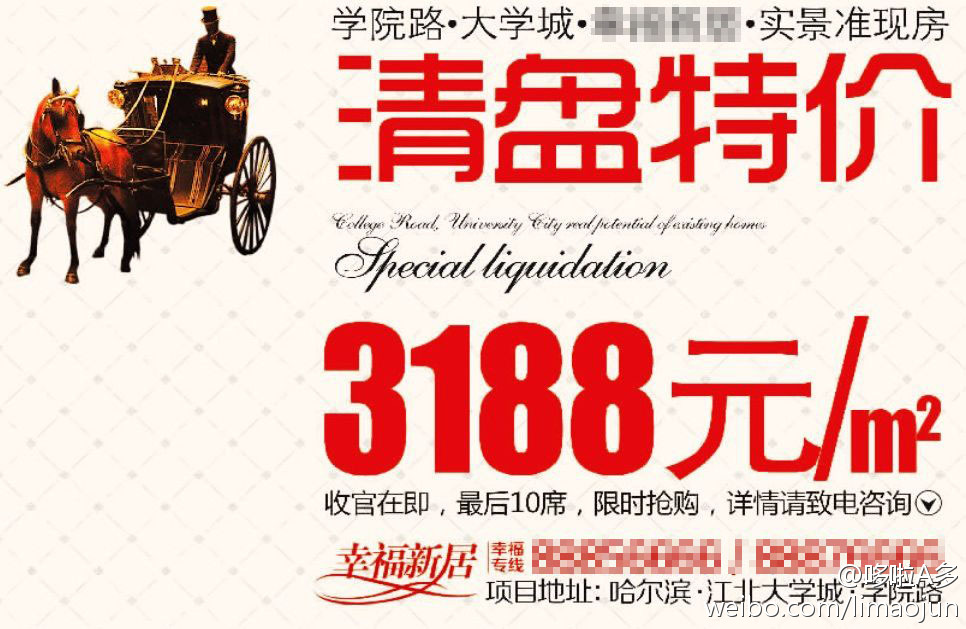 学院路·大学城·
·实景准现房
清盘特价
College Road, University City real potential of existing homes
Special liquidation
3188元/m²
收官在即，最后10席，限时抢购，详情请致电咨询
幸福新居
幸福
专线
项目地址：哈尔滨·江北大学城·学院路
@哆啦A多
weibo.com/limaojun